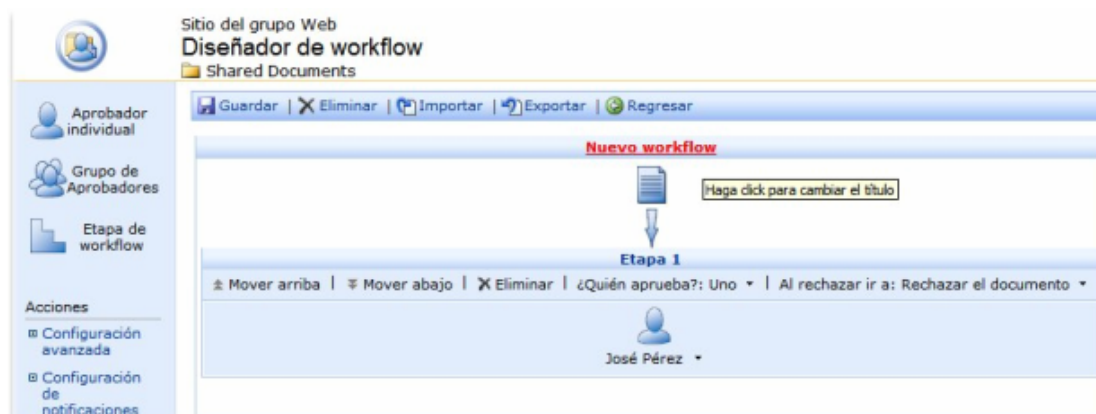 Sitio del grupo Web
Diseñador de workflow
Shared Documents
Guardar | Eliminar | Importar | Exportar | Regresar
Aprobador
individual
Grupo de
Aprobadores
Etapa de
workflow
Acciones
Configuración
avanzada
Configuración
de
notificaciones
Nuevo workflow
Haga click para cambiar el título
Etapa 1
Mover arriba | Mover abajo | Eliminar | ¿Quién aprueba?: Uno | Al rechazar ir a: Rechazar el documento
José Pérez